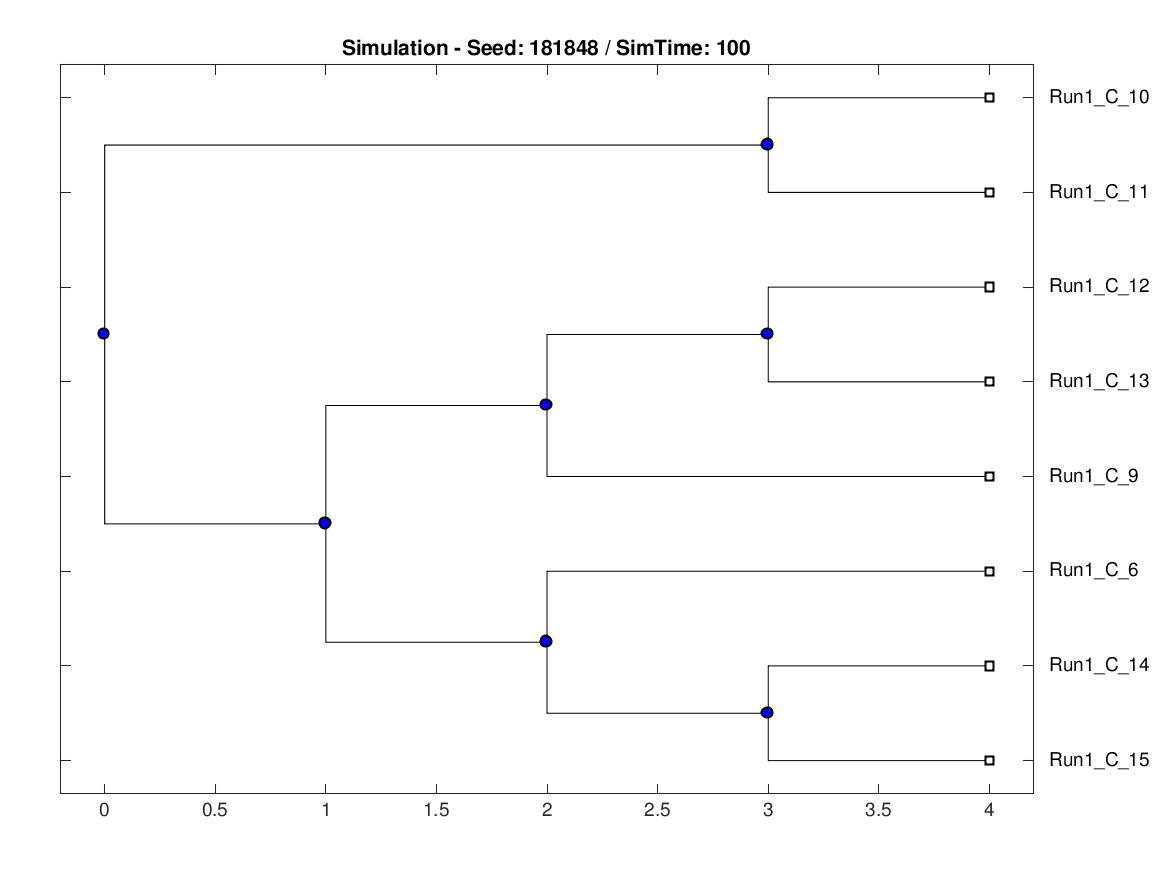 Simulation - Seed: 181848 / SimTime: 100
Run1_C_10
Run1_C_11
Run1_C_12
Run1_C_13
Run1_C_9
Run1_C_6
Run1_C_14
Run1_C_15
0 0.5 1 1.5 2 2.5 3 3.5 4